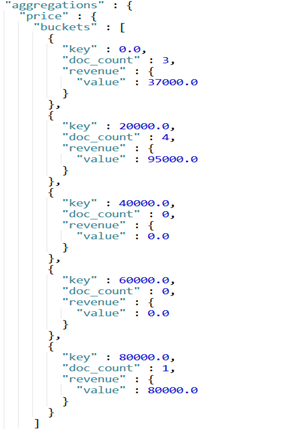 "aggregations" : {
"price" : {
"buckets" : [
{
"key" : 0.0,
"doc_count" : 3,
"revenue" : {
"value" : 37000.0
}
},
{
"key" : 20000.0,
"doc_count" : 4,
"revenue" : {
"value" : 95000.0
}
},
{
"key" : 40000.0,
"doc_count" : 0,
"revenue" : {
"value" : 0.0
}
},
{
"key" : 60000.0,
"doc_count" : 0,
"revenue" : {
"value" : 0.0
}
},
{
"key" : 80000.0,
"doc_count" : 1,
"revenue" : {
"value" : 80000.0
}
}
]